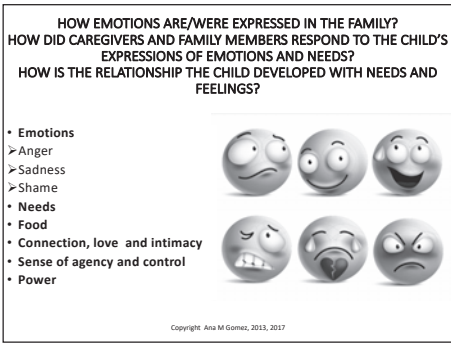 HOW EMOTIONS ARE/WERE EXPRESSED IN THE FAMILY?
HOW DID CAREGIVERS AND FAMILY MEMBERS RESPOND TO THE CHILD'S
EXPRESSIONS OF EMOTIONS AND NEEDS?
HOW IS THE RELATIONSHIP THE CHILD DEVELOPED WITH NEEDS AND
FEELINGS?
• Emotions
➢Anger
➢Sadness
➢Shame
• Needs
• Food
• Connection, love and intimacy
• Sense of agency and control
• Power
Copyright Ana M Gomez, 2013, 2017